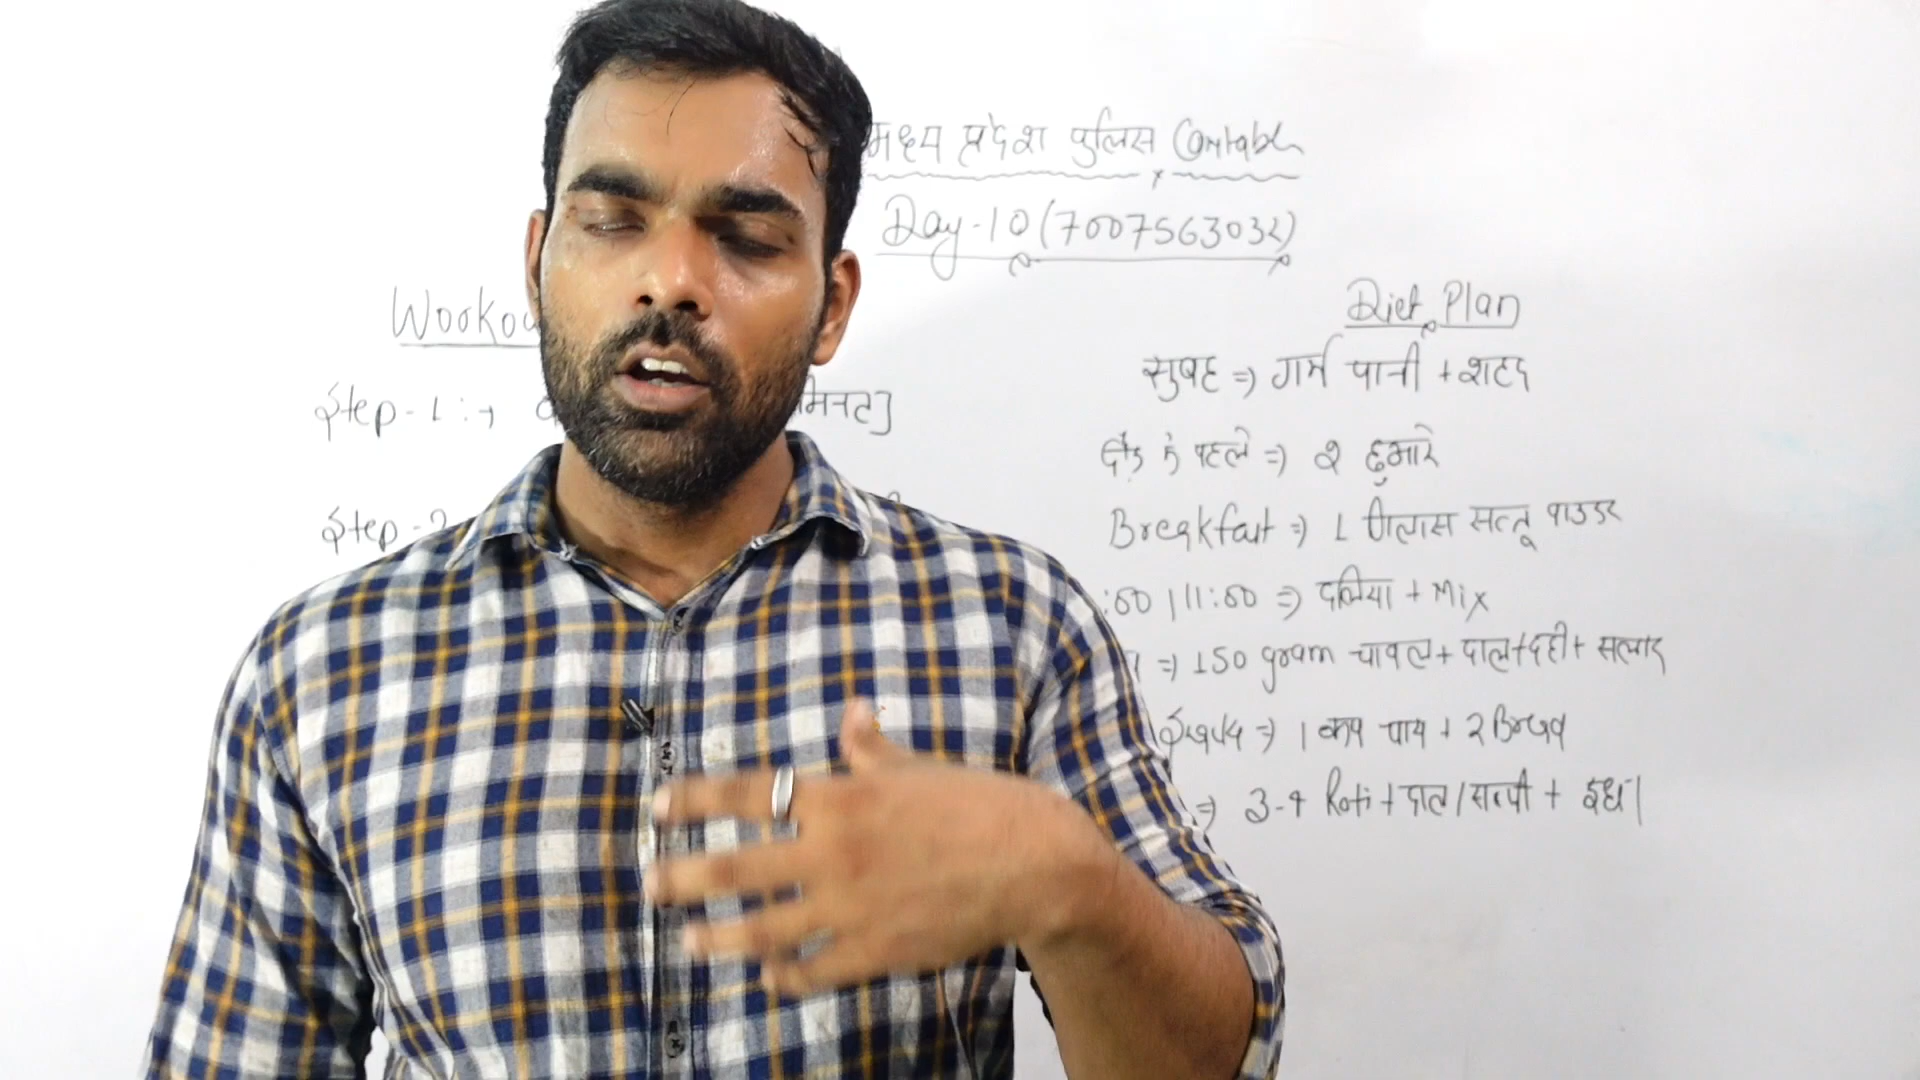 मध्य प्रदेश पुलिस Contable
Day-10 (7007563032)
Wookou
Diet Plan
Step-1 :→
मिनट]
Step-2
सुबह ⇒ गर्म पानी + शहद
दौड़ से पहले ⇒ २ छुआरे
Breakfast ⇒ 1 गिलास सत्तू पाउडर
:00 | 11:00 ⇒ दलिया + Mix
⇒ 150 gram चावल + दाल + दही + सलाद
⇒ 1 कप चाय + 2 Bread
⇒ 3-4 Roti + दाल / सब्जी + दूध।